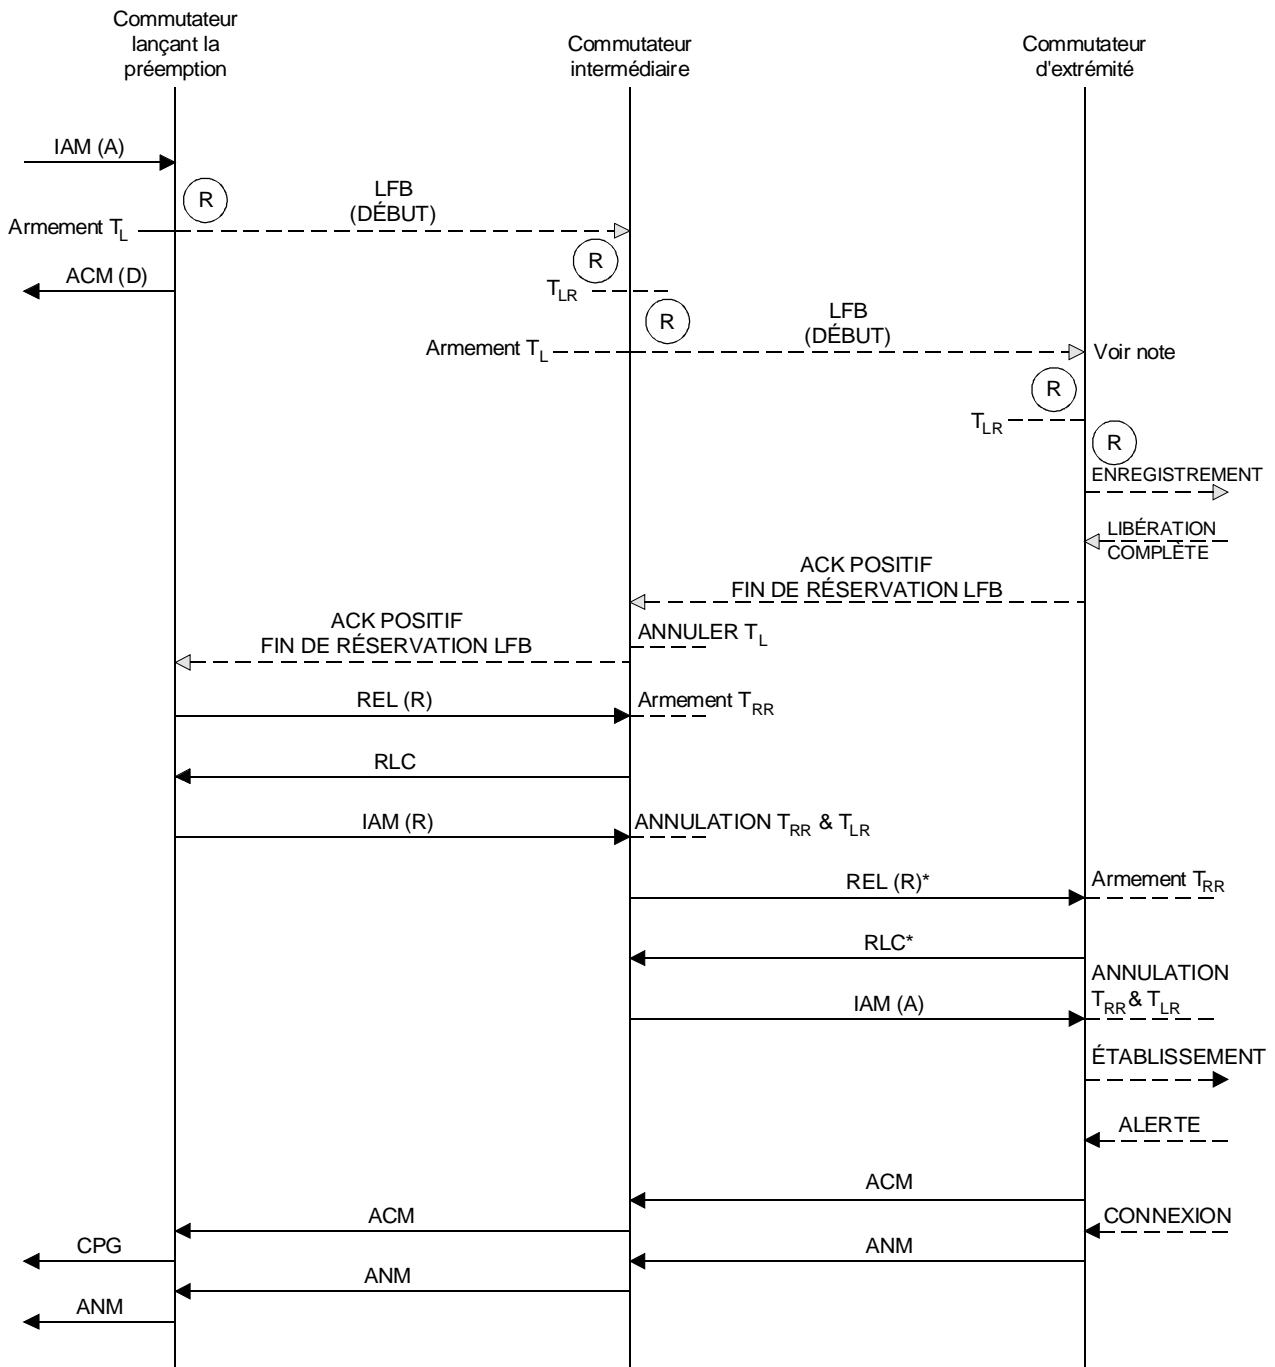 Commutateur
lançant la
préemption
Commutateur
intermédiaire
Commutateur
d'extrémité
IAM (A)
R
LFB
(DÉBUT)
Armement TL
R
ACM (D)
TLR
R
LFB
(DÉBUT)
Armement TL
Voir note
R
TLR
R
ENREGISTREMENT
LIBÉRATION
COMPLÈTE
ACK POSITIF
FIN DE RÉSERVATION LFB
ACK POSITIF
FIN DE RÉSERVATION LFB
ANNULER TL
REL (R)
Armement TRR
RLC
IAM (R)
ANNULATION TRR & TLR
REL (R)*
Armement TRR
RLC*
ANNULATION
TRR & TLR
IAM (A)
ÉTABLISSEMENT
ALERTE
ACM
ACM
CONNEXION
CPG
ANM
ANM
ANM